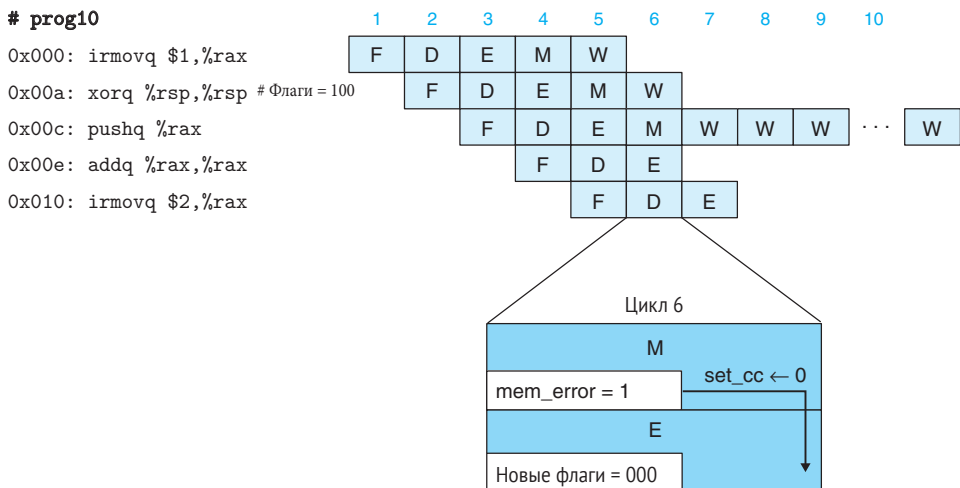 # prog10 1 2 3 4 5 6 7 8 9 10
0x000: irmovq $1,%rax F D E M W
0x00a: xorq %rsp,%rsp # Флаги = 100 F D E M W
0x00c: pushq %rax F D E M W W W · · · W
0x00e: addq %rax,%rax F D E
0x010: irmovq $2,%rax F D E
Цикл 6
M
set_cc ← 0
mem_error = 1
E
Новые флаги = 000